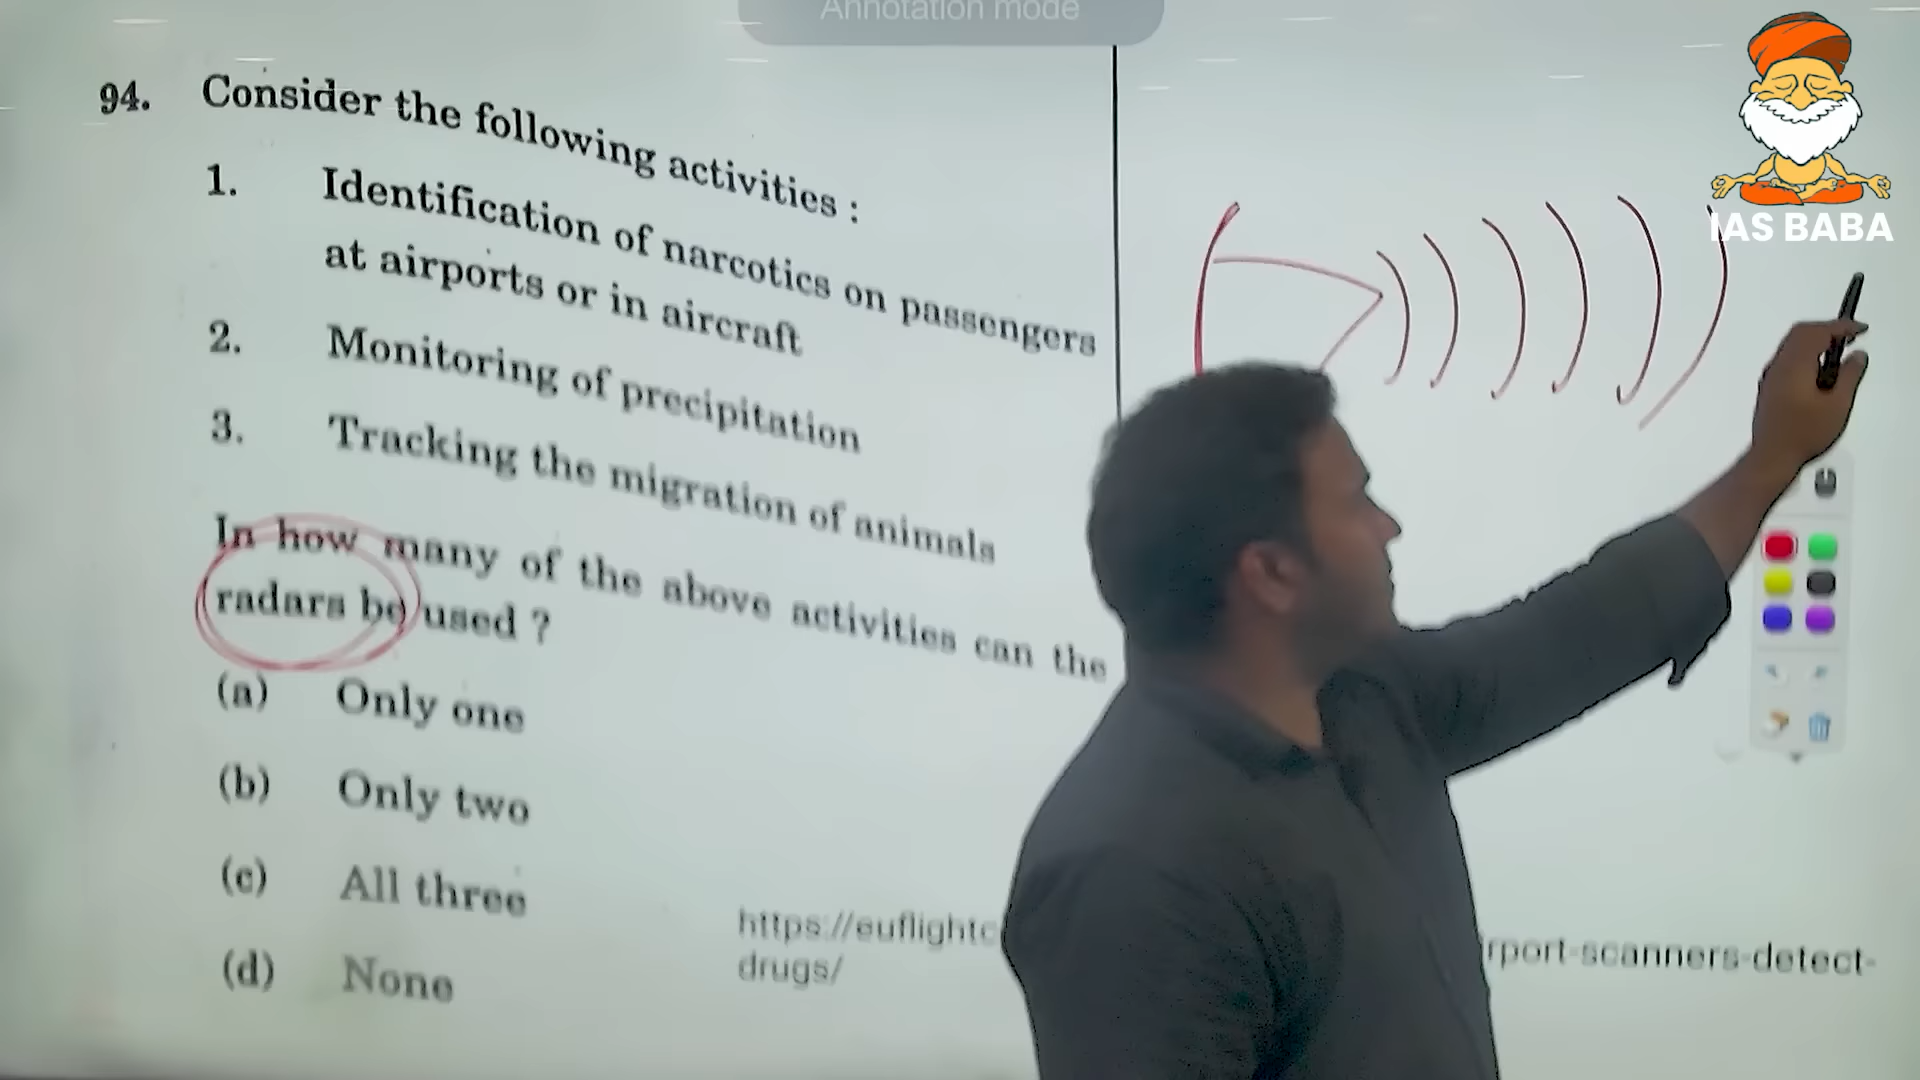 Annotation mode
94. Consider the following activities :
1. Identification of narcotics on passengers
at airports or in aircraft
2. Monitoring of precipitation
3. Tracking the migration of animals
In how many of the above activities can the
radars be used ?
(a) Only one
(b) Only two
(c) All three
(d) None
https://euflightc
rport-scanners-detect-
drugs/
IAS BABA